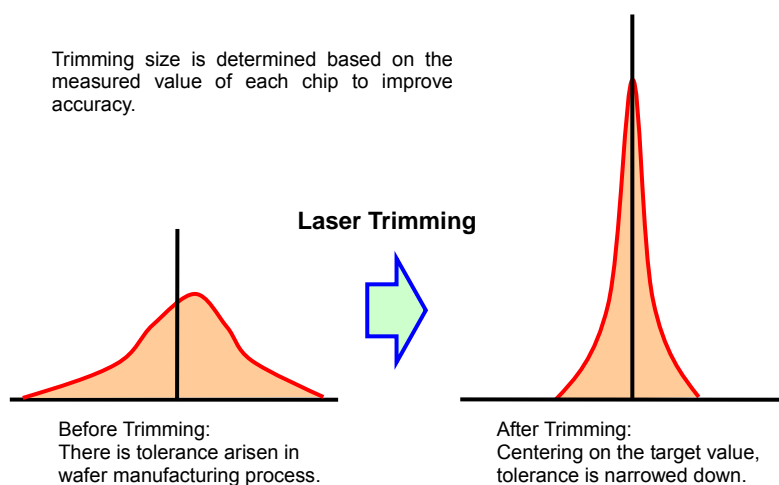 Trimming size is determined based on the
measured value of each chip to improve
accuracy.
Laser Trimming
Before Trimming:
There is tolerance arisen in
wafer manufacturing process.
After Trimming:
Centering on the target value,
tolerance is narrowed down.